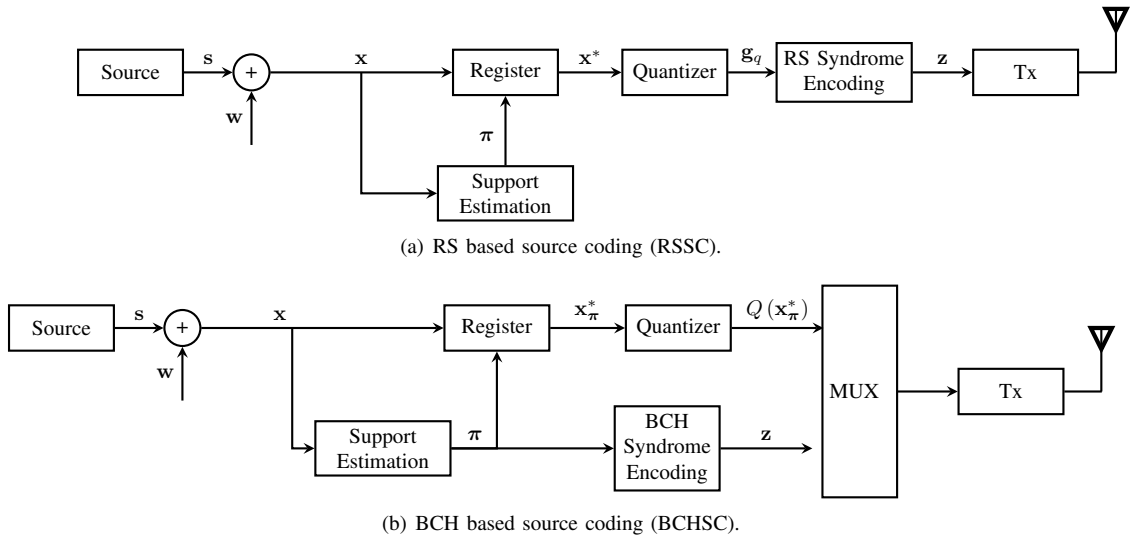 Source
s
+
w
x
Register
x*
Quantizer
g_q
RS Syndrome
Encoding
z
Tx
π
Support
Estimation
(a) RS based source coding (RSSC).
Source
s
+
w
x
Register
x*_π
Quantizer
Q (x*_π)
MUX
Tx
Support
Estimation
π
BCH
Syndrome
Encoding
z
(b) BCH based source coding (BCHSC).